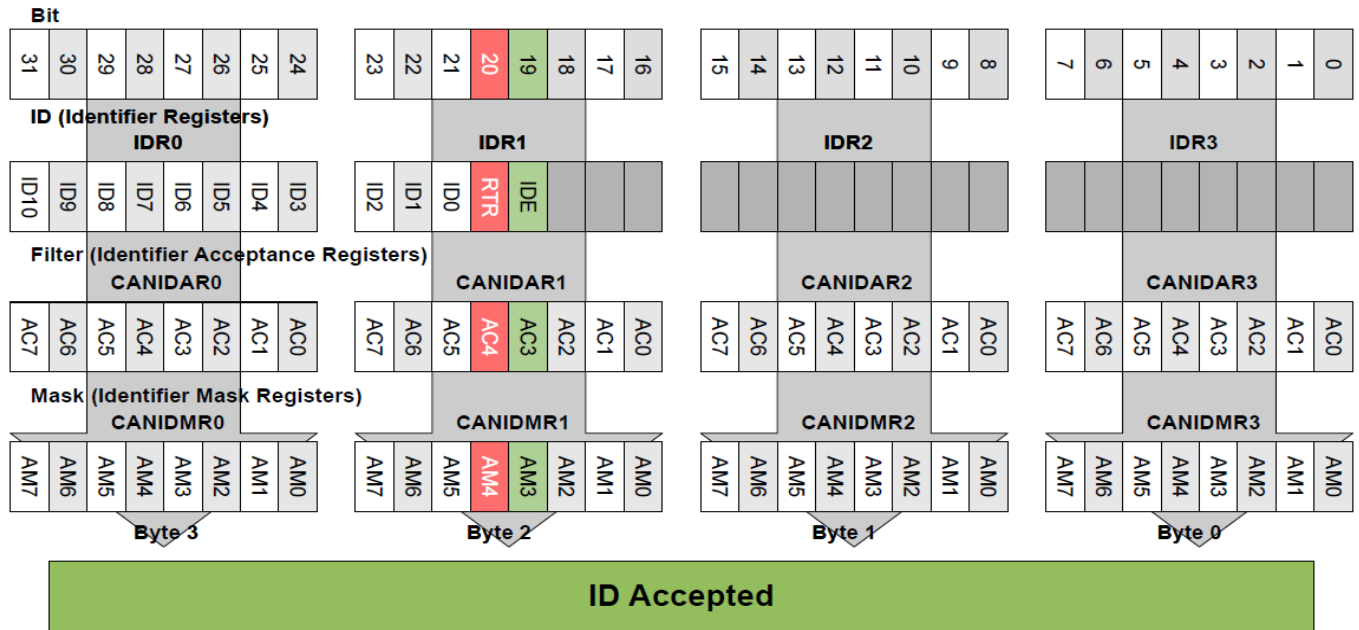 Bit
31 30 29 28 27 26 25 24 23 22 21 20 19 18 17 16 15 14 13 12 11 10 9 8 7 6 5 4 3 2 1 0
ID (Identifier Registers)
IDR0 IDR1 IDR2 IDR3
ID10 ID9 ID8 ID7 ID6 ID5 ID4 ID3 ID2 ID1 ID0 RTR IDE
Filter (Identifier Acceptance Registers)
CANIDAR0 CANIDAR1 CANIDAR2 CANIDAR3
AC7 AC6 AC5 AC4 AC3 AC2 AC1 AC0 AC7 AC6 AC5 AC4 AC3 AC2 AC1 AC0 AC7 AC6 AC5 AC4 AC3 AC2 AC1 AC0 AC7 AC6 AC5 AC4 AC3 AC2 AC1 AC0
Mask (Identifier Mask Registers)
CANIDMR0 CANIDMR1 CANIDMR2 CANIDMR3
AM7 AM6 AM5 AM4 AM3 AM2 AM1 AM0 AM7 AM6 AM5 AM4 AM3 AM2 AM1 AM0 AM7 AM6 AM5 AM4 AM3 AM2 AM1 AM0 AM7 AM6 AM5 AM4 AM3 AM2 AM1 AM0
Byte 3 Byte 2 Byte 1 Byte 0
ID Accepted